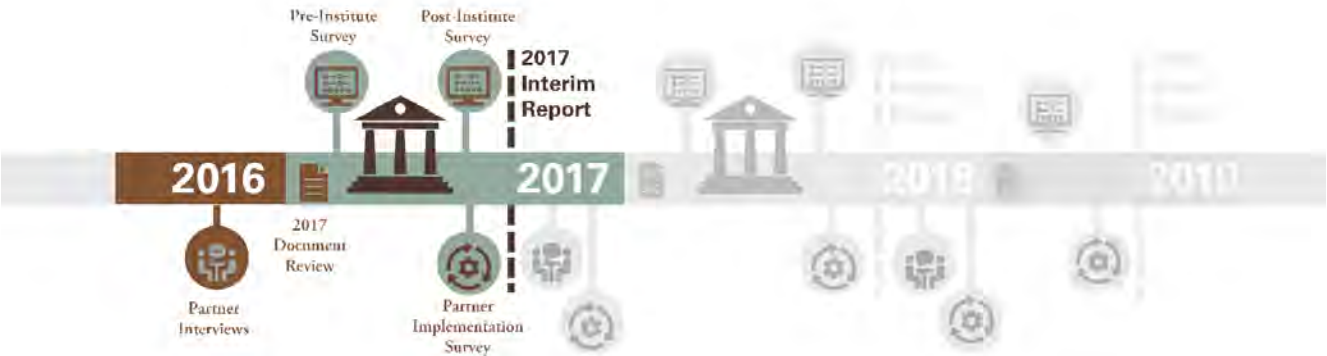 Pre-Institute
Survey
Post-Institute
Survey
2017
Interim
Report
2016
2017
2018
2017
Document
Review
Partner
Interviews
Partner
Implementation
Survey